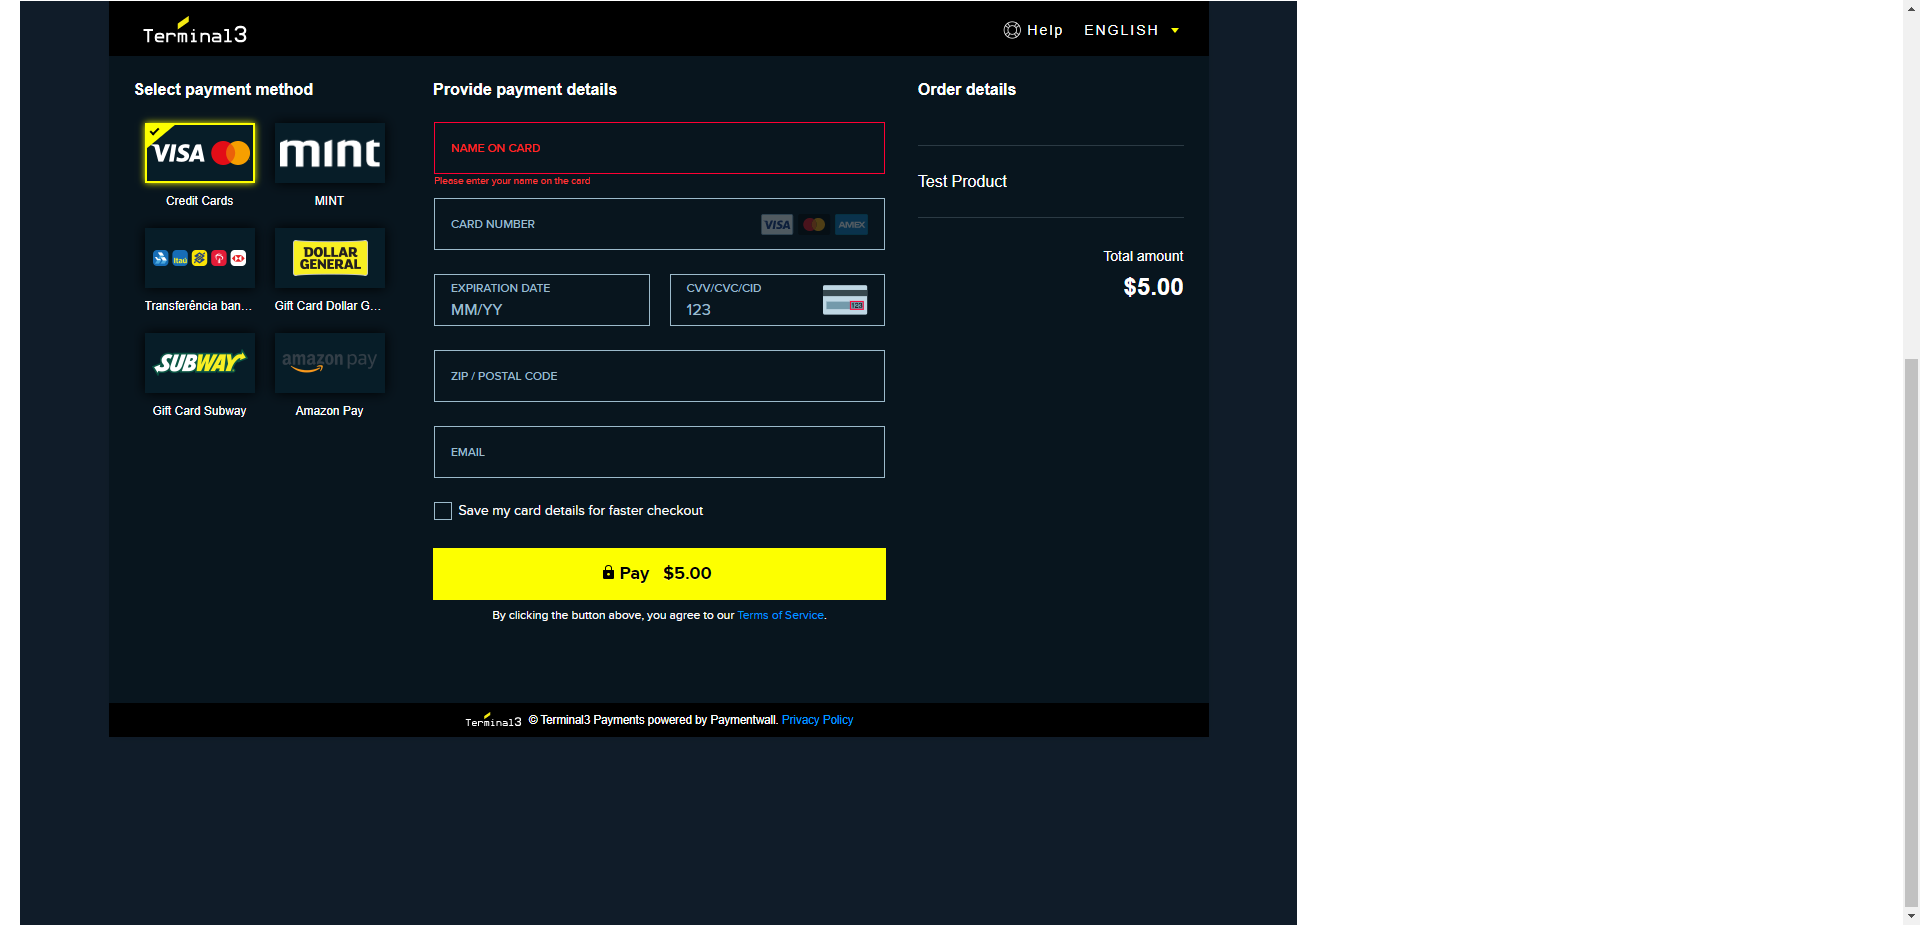 Terminal3
Help
ENGLISH
Select payment method
VISA
Credit Cards
mint
MINT
Itaú
Transferência ban...
DOLLAR
GENERAL
Gift Card Dollar G...
SUBWAY
Gift Card Subway
amazon pay
Amazon Pay
Provide payment details
NAME ON CARD
Please enter your name on the card
CARD NUMBER
VISA
AMEX
EXPIRATION DATE
MM/YY
CVV/CVC/CID
123
123
ZIP / POSTAL CODE
EMAIL
Save my card details for faster checkout
Pay $5.00
By clicking the button above, you agree to our Terms of Service.
Order details
Test Product
Total amount
$5.00
Terminal3 © Terminal3 Payments powered by Paymentwall. Privacy Policy